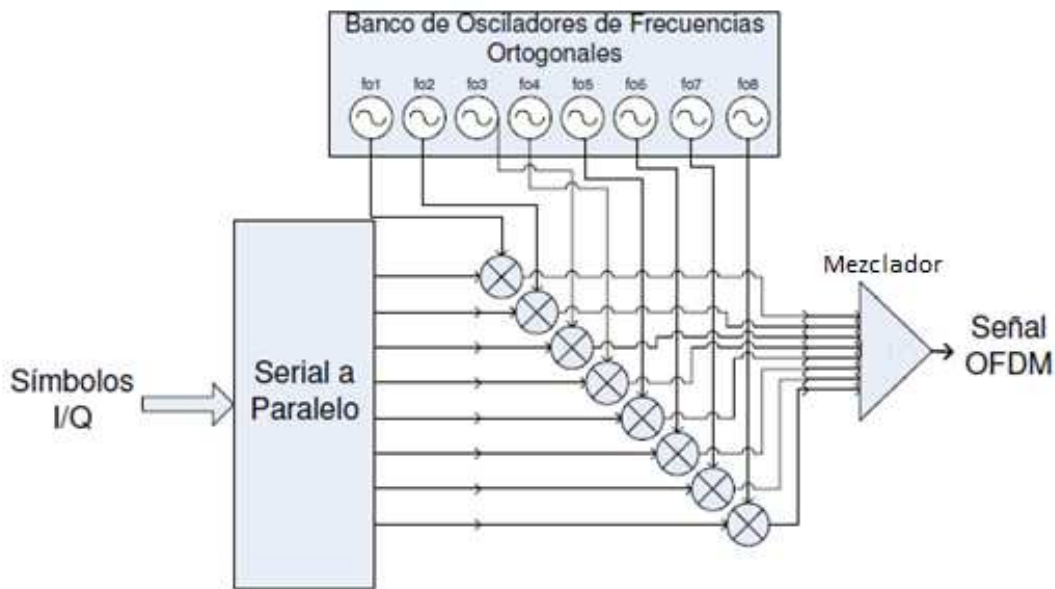 Banco de Osciladores de Frecuencias
Ortogonales
fo1 fo2 fo3 fo4 fo5 fo6 fo7 fo8
Mezclador
Señal
OFDM
Símbolos
I/Q
Serial a
Paralelo